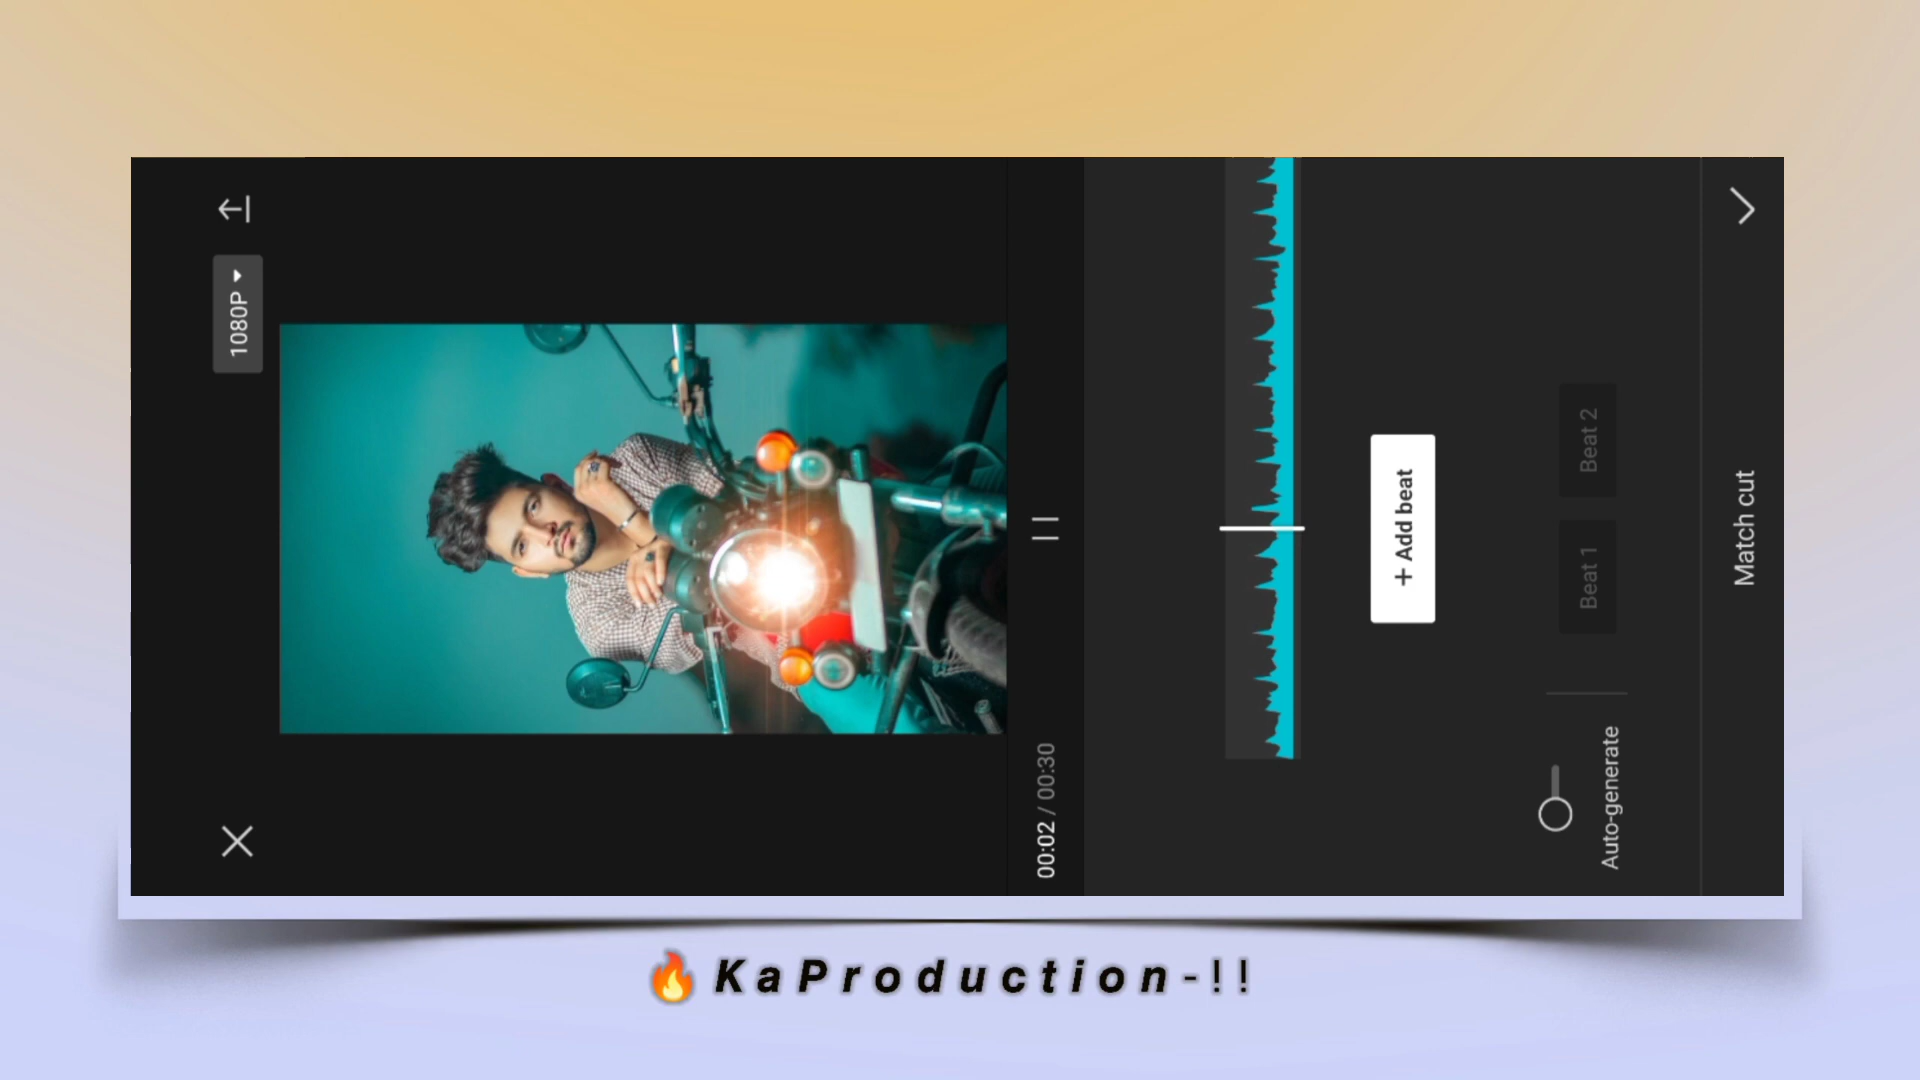 1080P
00:02 / 00:30
+ Add beat
Auto-generate
Beat 1
Beat 2
Match cut
🔥 KaProduction-!!